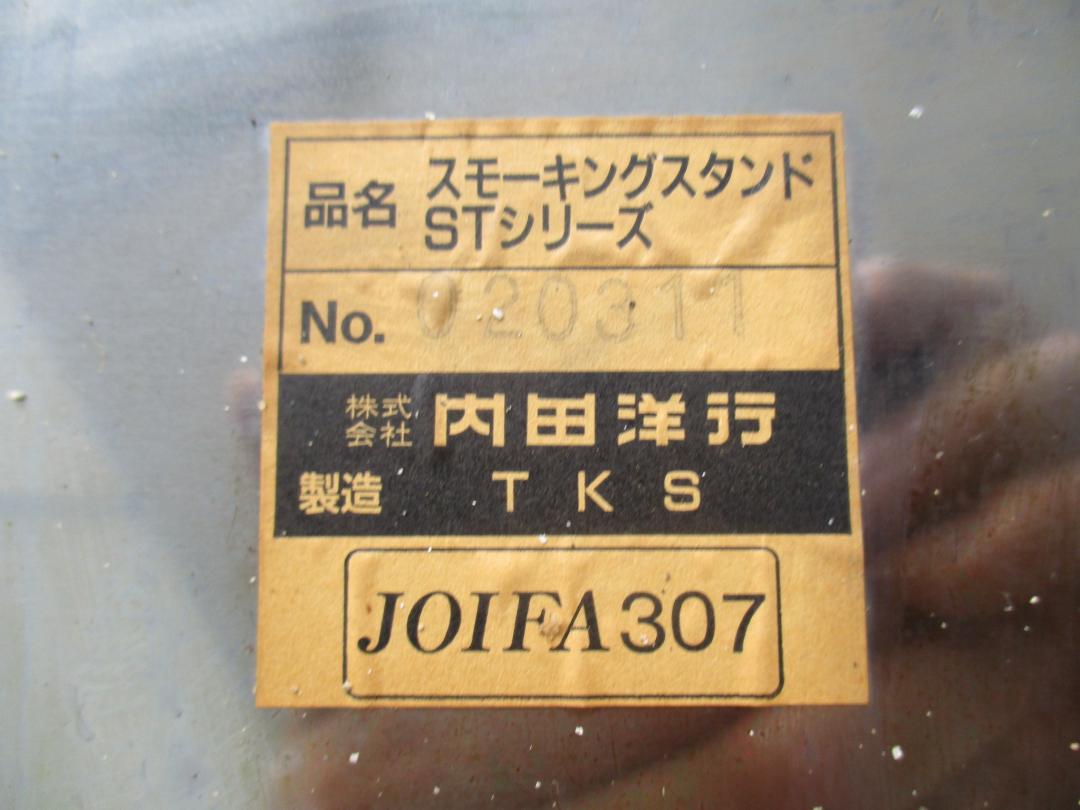 品名 スモーキングスタンド
STシリーズ
No. 020311
株式会社 内田洋行
製造 TKS
JOIFA307